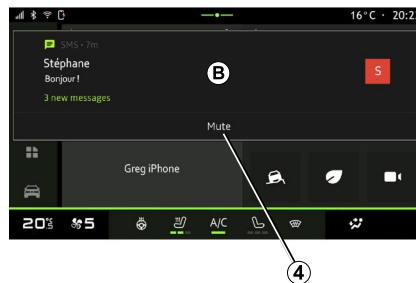 16°C · 20:2
SMS · 7m
Stéphane
B
S
Bonjour !
3 new messages
Mute
Greg iPhone
20°5
5
A/C
4